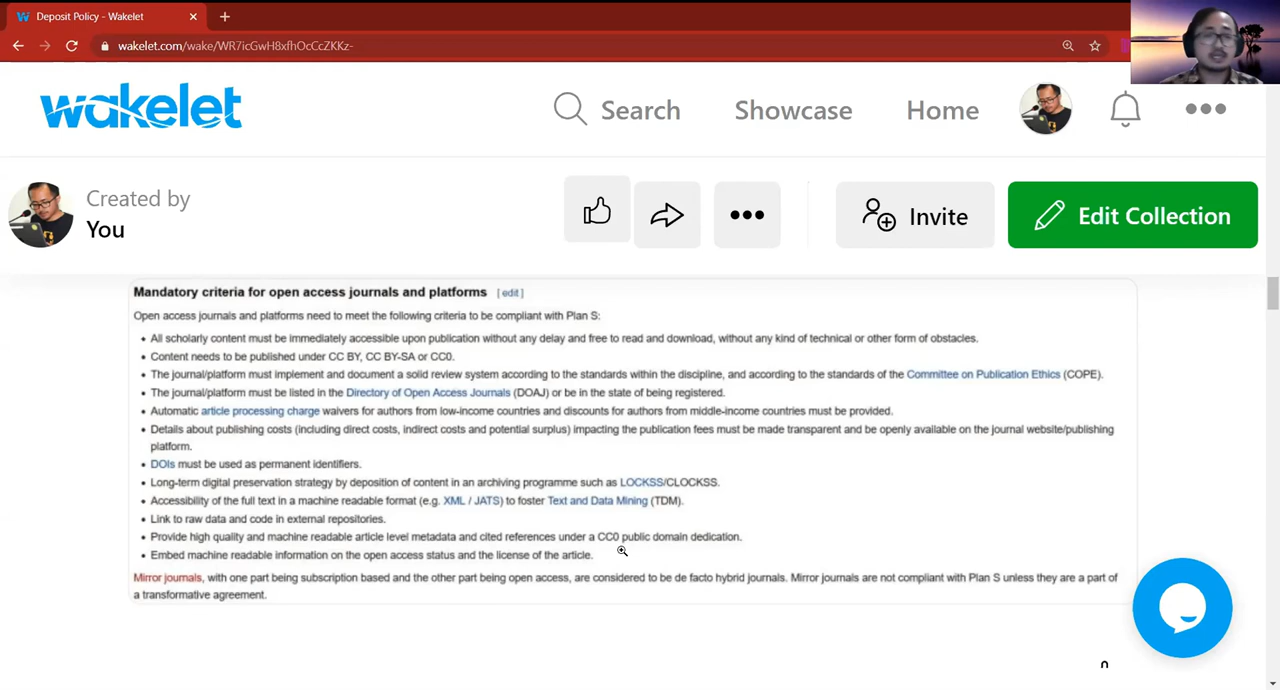 Deposit Policy - Wakelet
wakelet.com/wake/WR7icGwH8xfhOcCcZKKz-
wakelet
Search
Showcase
Home
Created by
You
Invite
Edit Collection
Mandatory criteria for open access journals and platforms [ edit ]
Open access journals and platforms need to meet the following criteria to be compliant with Plan S:
• All scholarly content must be immediately accessible upon publication without any delay and free to read and download, without any kind of technical or other form of obstacles.
• Content needs to be published under CC BY, CC BY-SA or CC0.
• The journal/platform must implement and document a solid review system according to the standards within the discipline, and according to the standards of the Committee on Publication Ethics (COPE).
• The journal/platform must be listed in the Directory of Open Access Journals (DOAJ) or be in the state of being registered.
• Automatic article processing charge waivers for authors from low-income countries and discounts for authors from middle-income countries must be provided.
• Details about publishing costs (including direct costs, indirect costs and potential surplus) impacting the publication fees must be made transparent and be openly available on the journal website/publishing
platform.
• DOIs must be used as permanent identifiers.
• Long-term digital preservation strategy by deposition of content in an archiving programme such as LOCKSS/CLOCKSS.
• Accessibility of the full text in a machine readable format (e.g. XML / JATS) to foster Text and Data Mining (TDM).
• Link to raw data and code in external repositories.
• Provide high quality and machine readable article level metadata and cited references under a CC0 public domain dedication.
• Embed machine readable information on the open access status and the license of the article.
Mirror journals, with one part being subscription based and the other part being open access, are considered to be de facto hybrid journals. Mirror journals are not compliant with Plan S unless they are a part of
a transformative agreement.